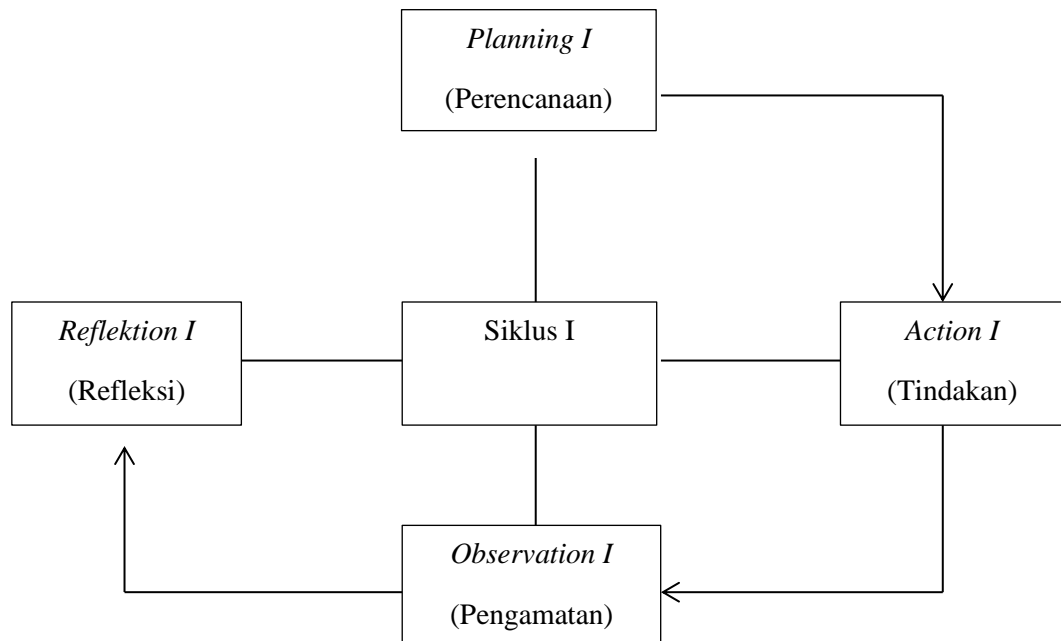 Planning I
(Perencanaan)
Reflektion I
(Refleksi)
Siklus I
Action I
(Tindakan)
Observation I
(Pengamatan)